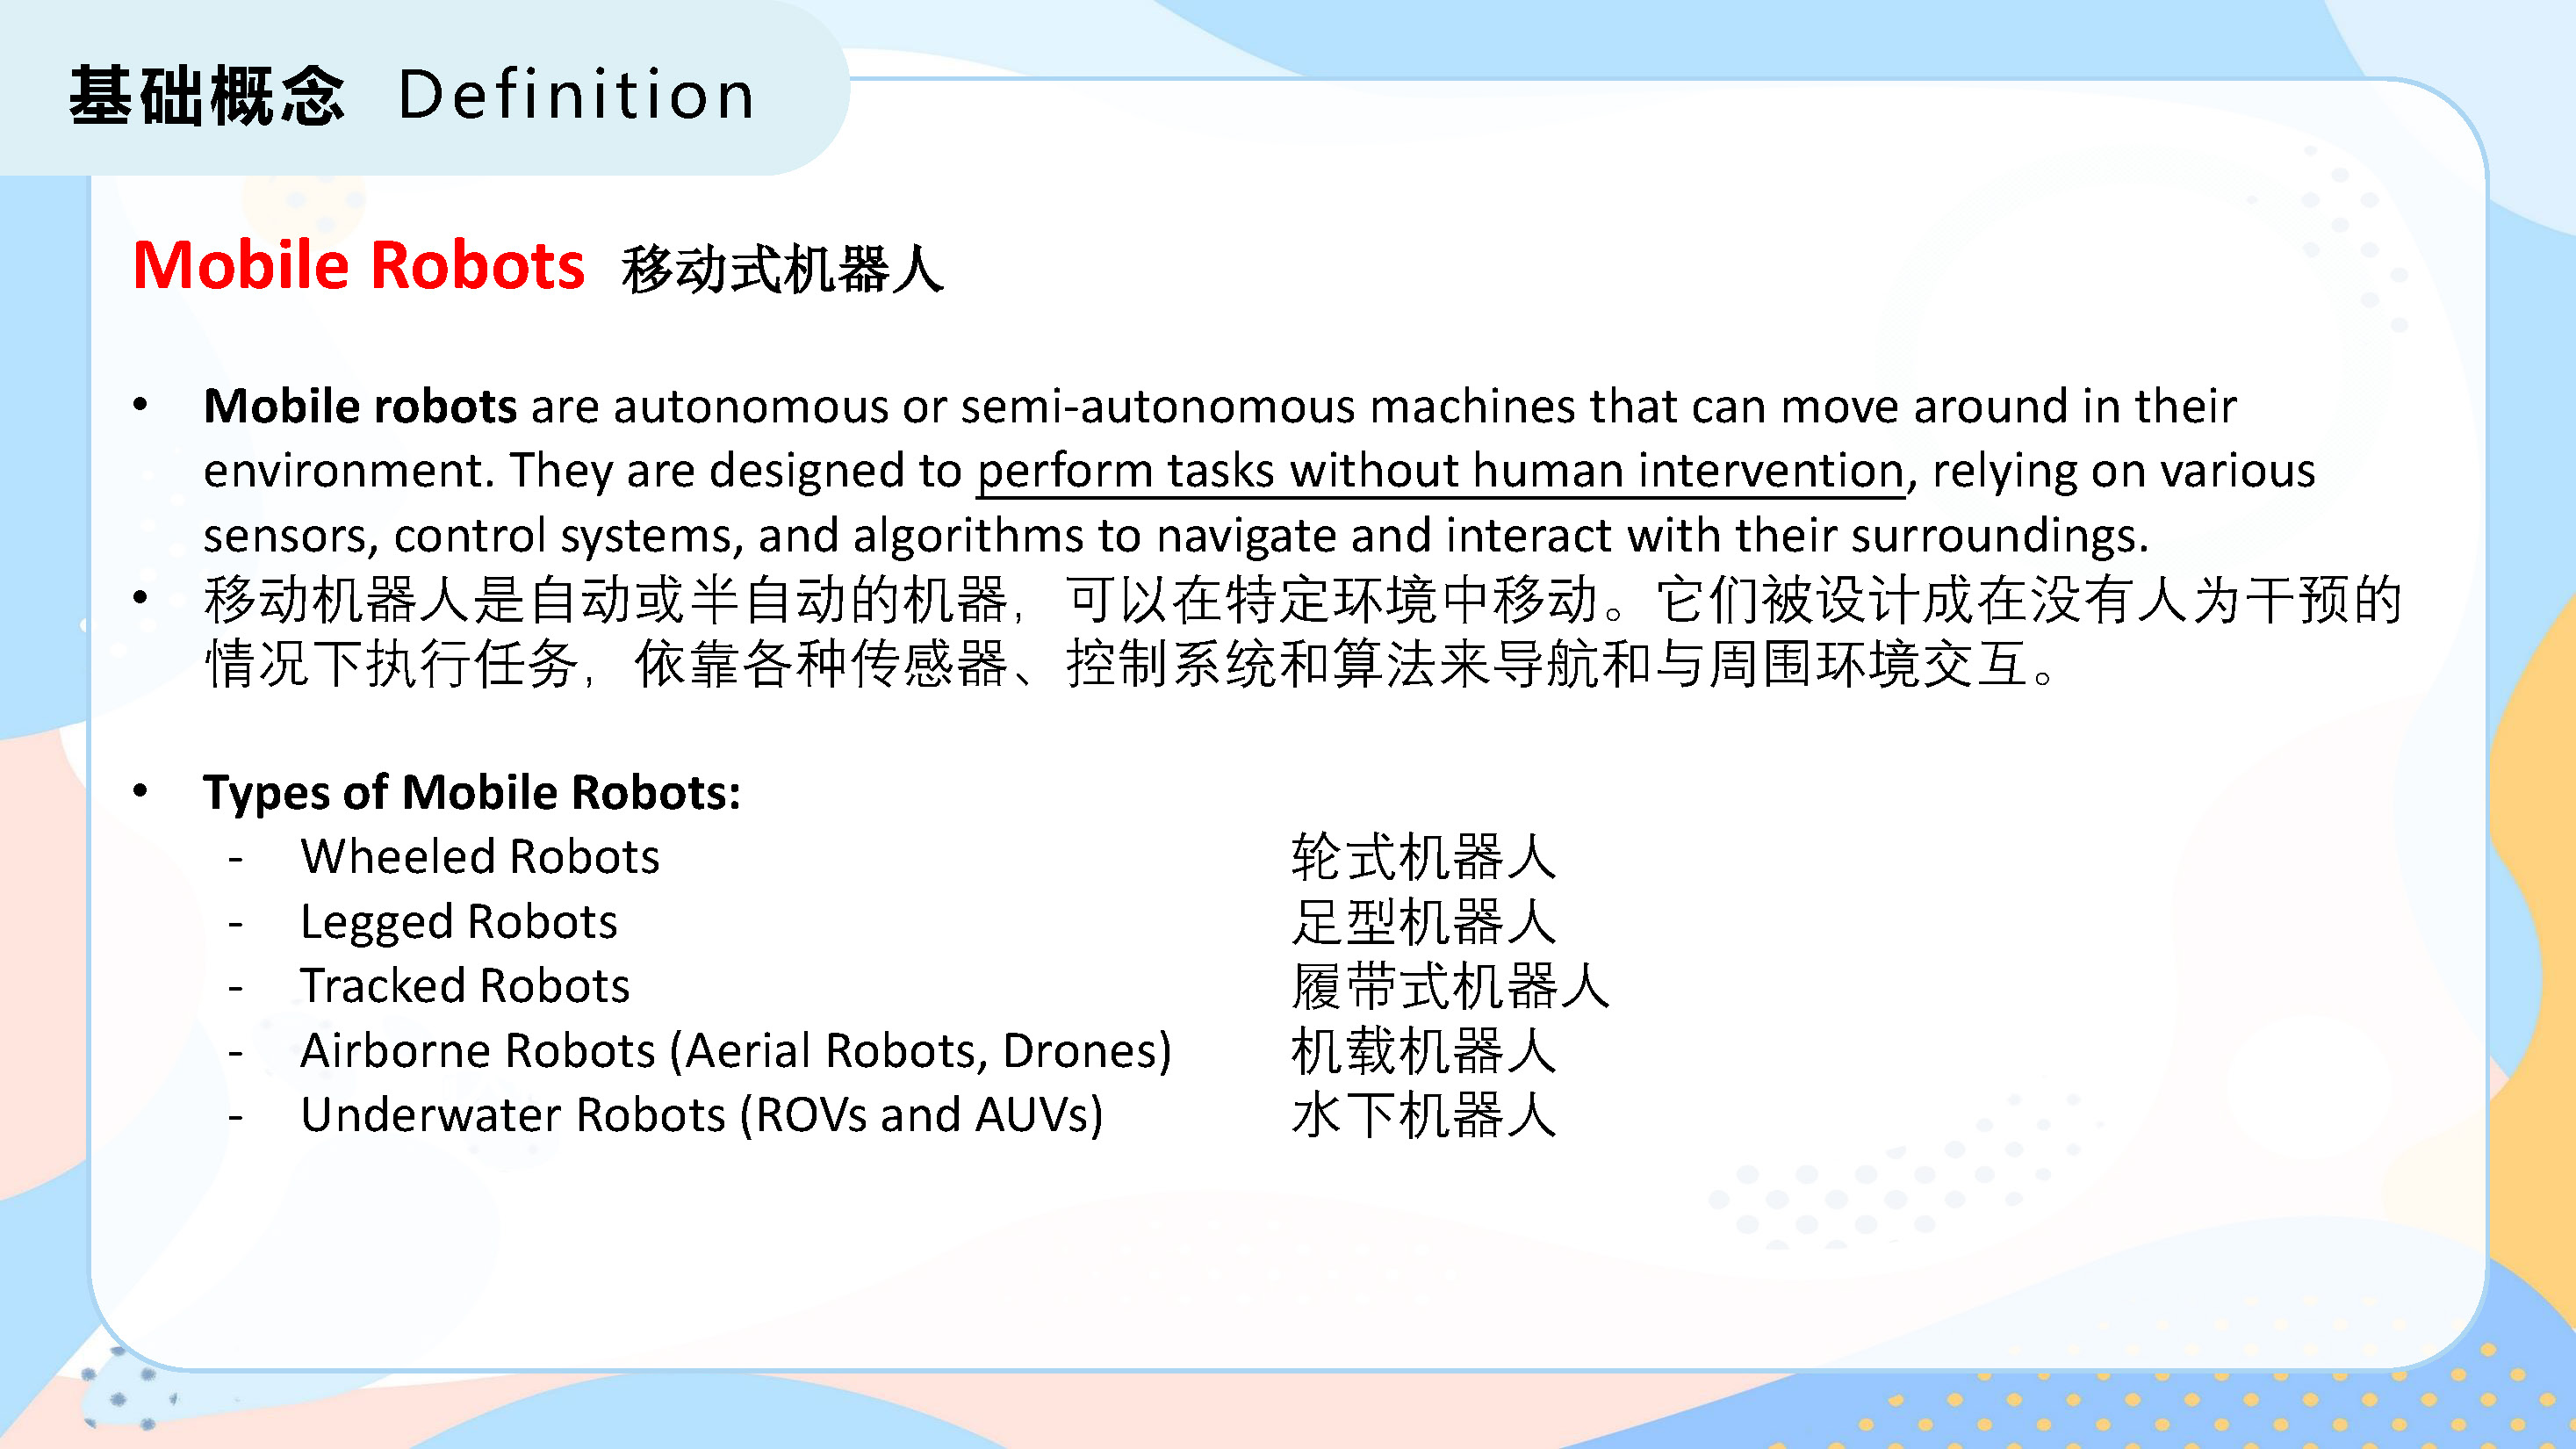 基础概念 Definition
Mobile Robots 移动式机器人
• Mobile robots are autonomous or semi-autonomous machines that can move around in their
environment. They are designed to perform tasks without human intervention, relying on various
sensors, control systems, and algorithms to navigate and interact with their surroundings.
• 移动机器人是自动或半自动的机器，可以在特定环境中移动。它们被设计成在没有人为干预的
情况下执行任务，依靠各种传感器、控制系统和算法来导航和与周围环境交互。
• Types of Mobile Robots:
- Wheeled Robots 轮式机器人
- Legged Robots 足型机器人
- Tracked Robots 履带式机器人
- Airborne Robots (Aerial Robots, Drones) 机载机器人
- Underwater Robots (ROVs and AUVs) 水下机器人